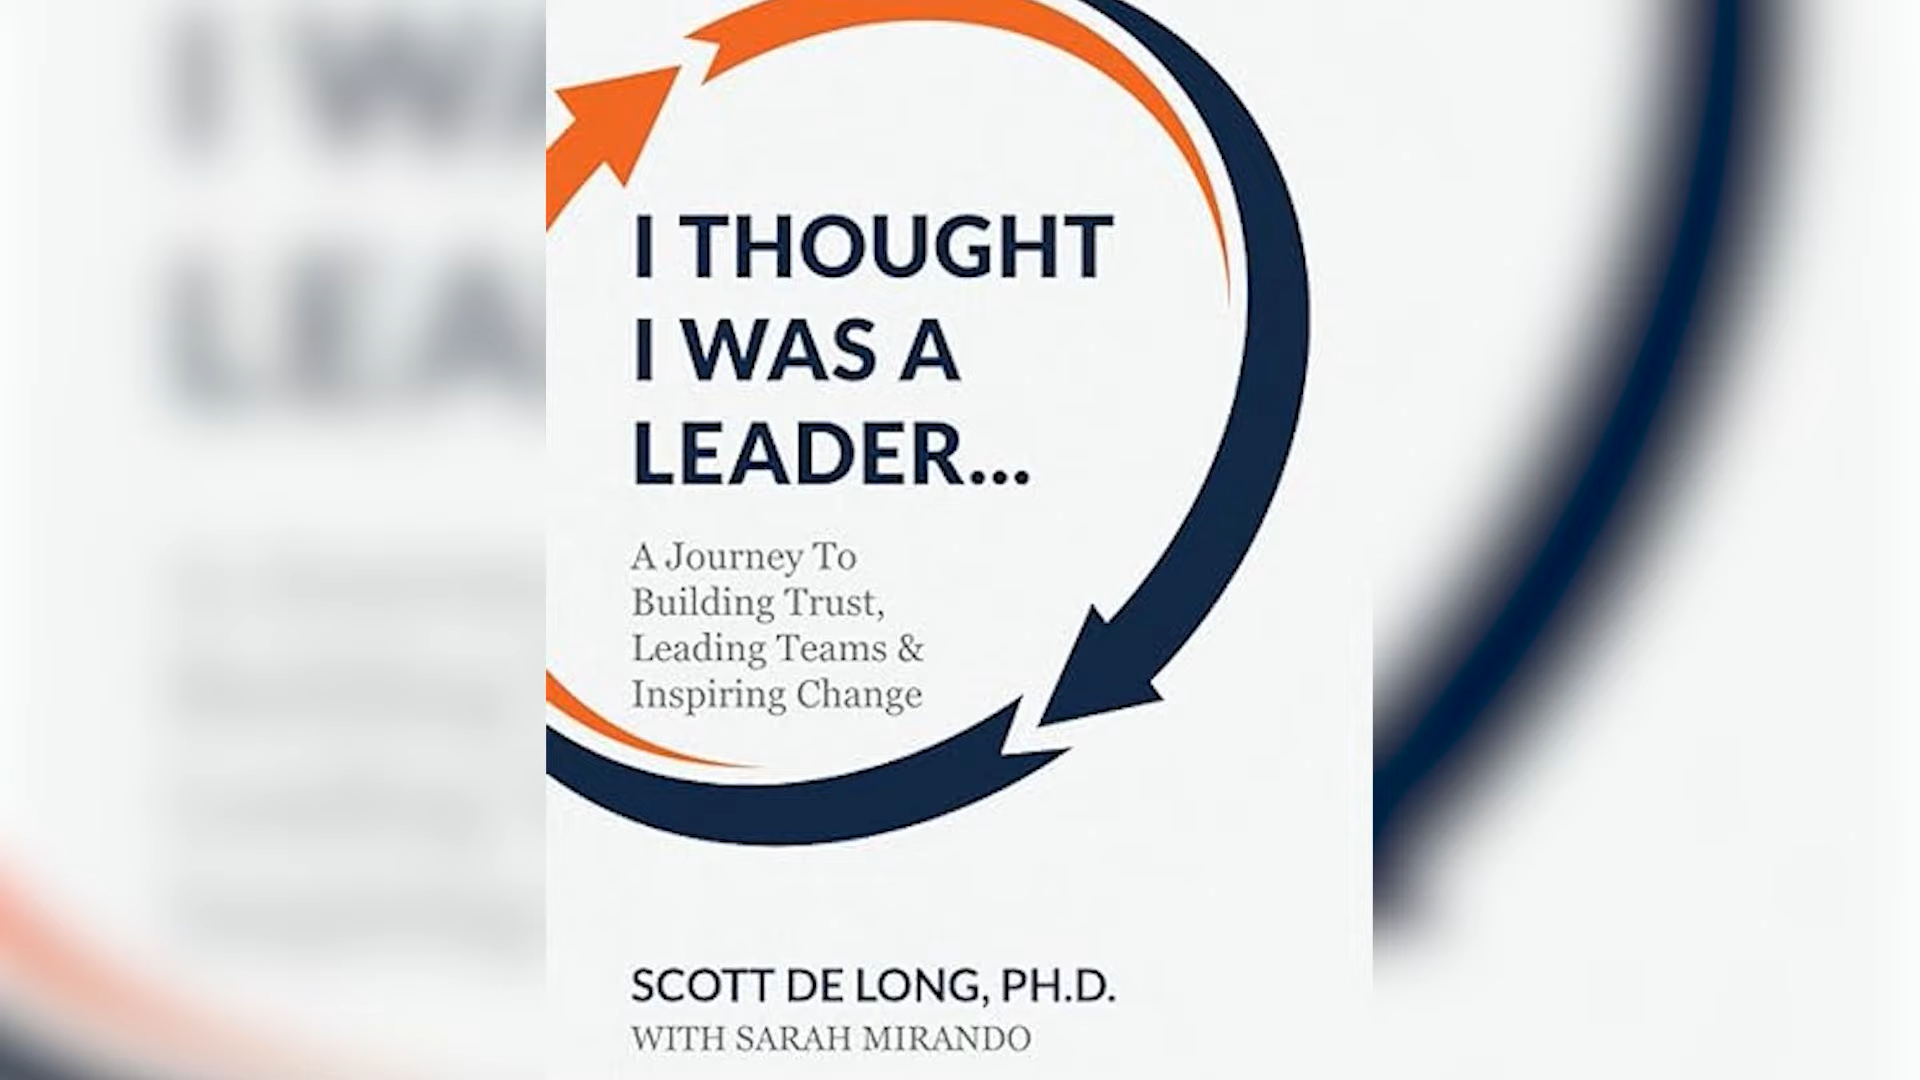 I THOUGHT
I WAS A
LEADER...
A Journey To
Building Trust,
Leading Teams &
Inspiring Change
SCOTT DE LONG, PH.D.
WITH SARAH MIRANDO